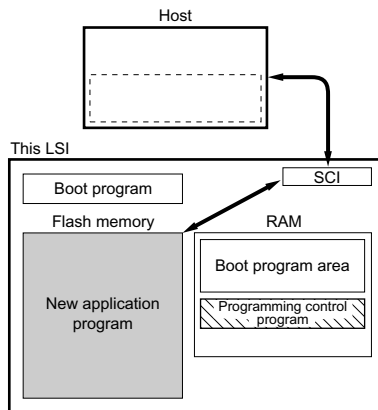 Host
This LSI
Boot program
SCI
Flash memory
RAM
New application
program
Boot program area
Programming control
program